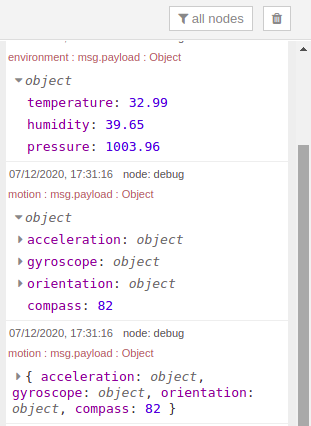 all nodes
environment : msg.payload : Object
object
temperature: 32.99
humidity: 39.65
pressure: 1003.96
07/12/2020, 17:31:16 node: debug
motion : msg.payload : Object
object
acceleration: object
gyroscope: object
orientation: object
compass: 82
07/12/2020, 17:31:16 node: debug
motion : msg.payload : Object
{ acceleration: object,
gyroscope: object, orientation:
object, compass: 82 }